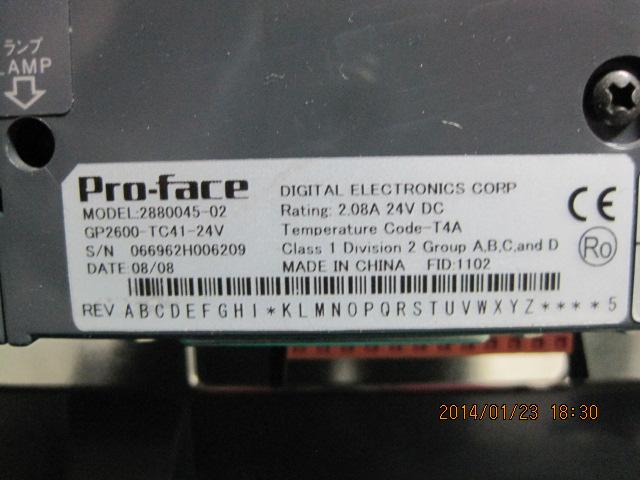 ランプ
LAMP
Pro-face
DIGITAL ELECTRONICS CORP
MODEL:2880045-02
Rating: 2.08A 24V DC
GP2600-TC41-24V
Temperature Code-T4A
S/N 066962H006209
Class 1 Division 2 Group A,B,C,and D
DATE:08/08
MADE IN CHINA FID:1102
CE
Ro
REV A B C D E F G H I * K L M N O P Q R S T U V W X Y Z * * * * 5
2014/01/23 18:30